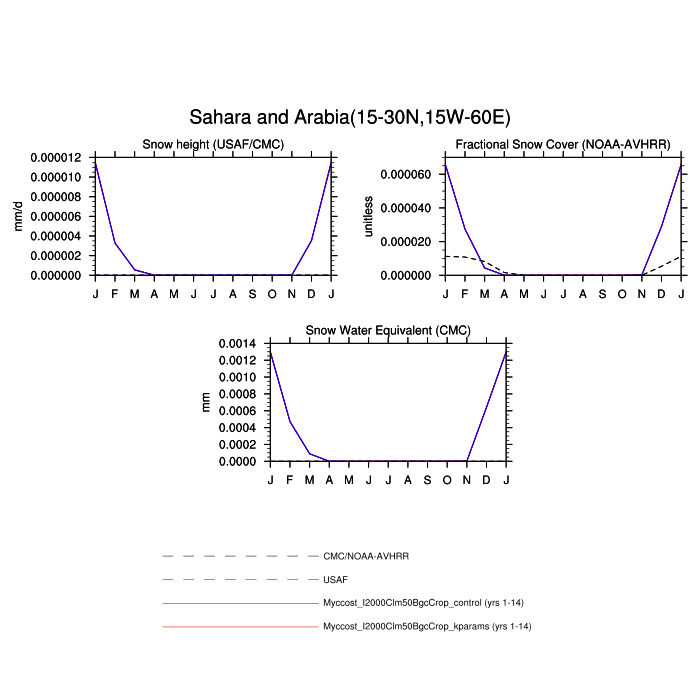 Sahara and Arabia(15-30N,15W-60E)
Snow height (USAF/CMC)
mm/d
0.000012
0.000010
0.000008
0.000006
0.000004
0.000002
0.000000
J F M A M J J A S O N D J
Fractional Snow Cover (NOAA-AVHRR)
unitless
0.000060
0.000040
0.000020
0.000000
J F M A M J J A S O N D J
Snow Water Equivalent (CMC)
mm
0.0014
0.0012
0.0010
0.0008
0.0006
0.0004
0.0002
0.0000
J F M A M J J A S O N D J
CMC/NOAA-AVHRR
USAF
Myccost_I2000Clm50BgcCrop_control (yrs 1-14)
Myccost_I2000Clm50BgcCrop_kparams (yrs 1-14)